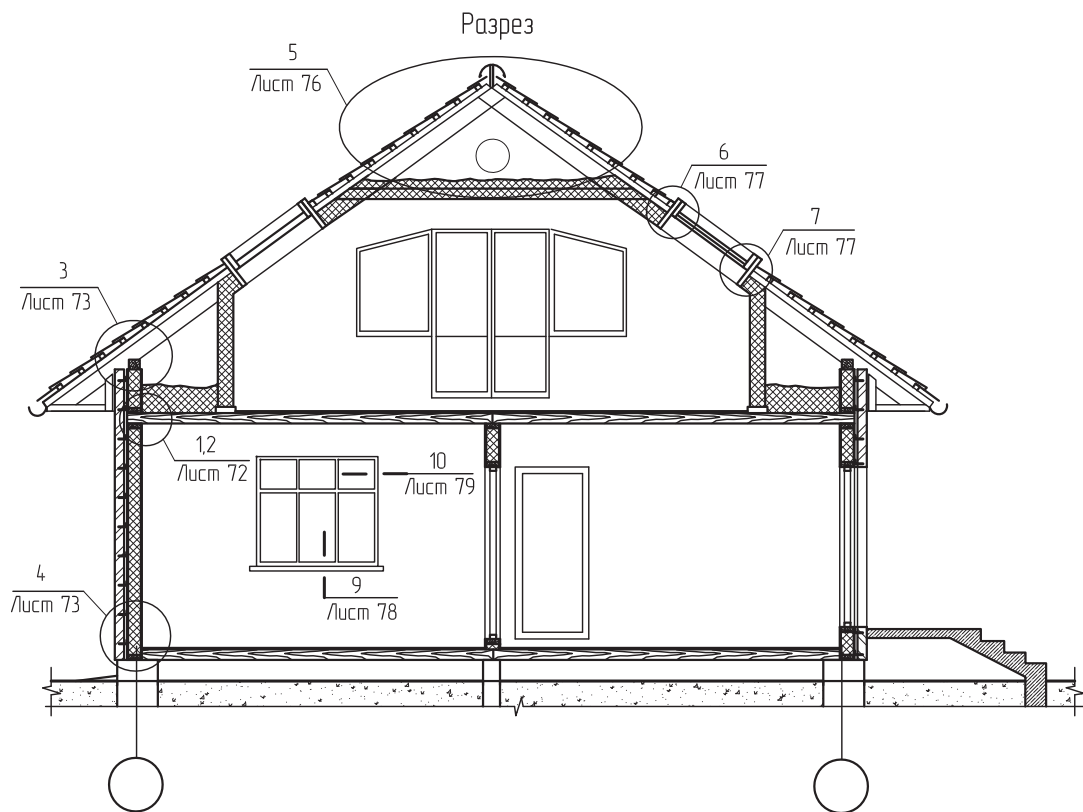 Разрез
5
Лист 76
6
Лист 77
7
Лист 77
3
Лист 73
1,2
Лист 72
10
Лист 79
9
Лист 78
4
Лист 73